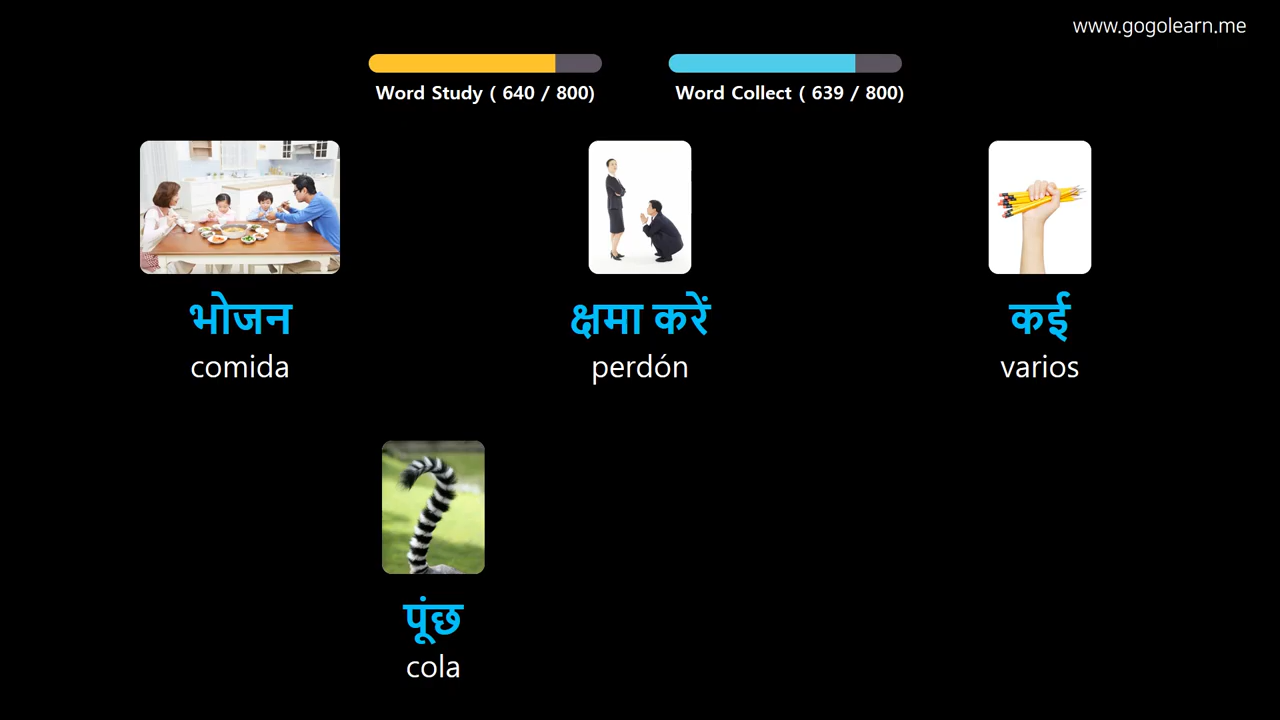 www.gogolearn.me
Word Study ( 640 / 800)
Word Collect ( 639 / 800)
भोजन
comida
क्षमा करें
perdón
कई
varios
पूंछ
cola